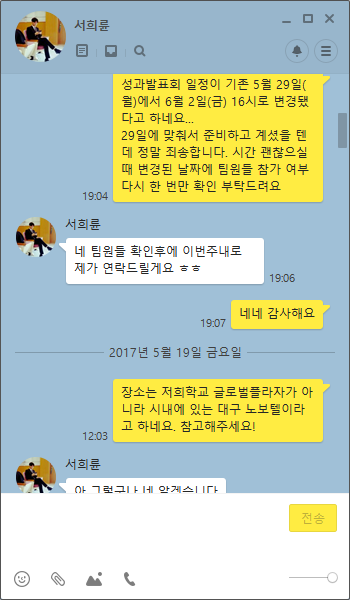 서희륜
성과발표회 일정이 기존 5월 29일(
월)에서 6월 2일(금) 16시로 변경됐
다고 하네요...
29일에 맞춰서 준비하고 계셨을 텐
데 정말 죄송합니다. 시간 괜찮으실
때 변경된 날짜에 팀원들 참가 여부
다시 한 번만 확인 부탁드려요
19:04
서희륜
네 팀원들 확인후에 이번주내로
제가 연락드릴게요 ㅎㅎ
19:06
네네 감사해요
19:07
2017년 5월 19일 금요일
장소는 저희학교 글로벌플라자가 아
니라 시내에 있는 대구 노보텔이라
고 하네요. 참고해주세요!
12:03
서희륜
아 그렇구나 네 알겠습니다
전송